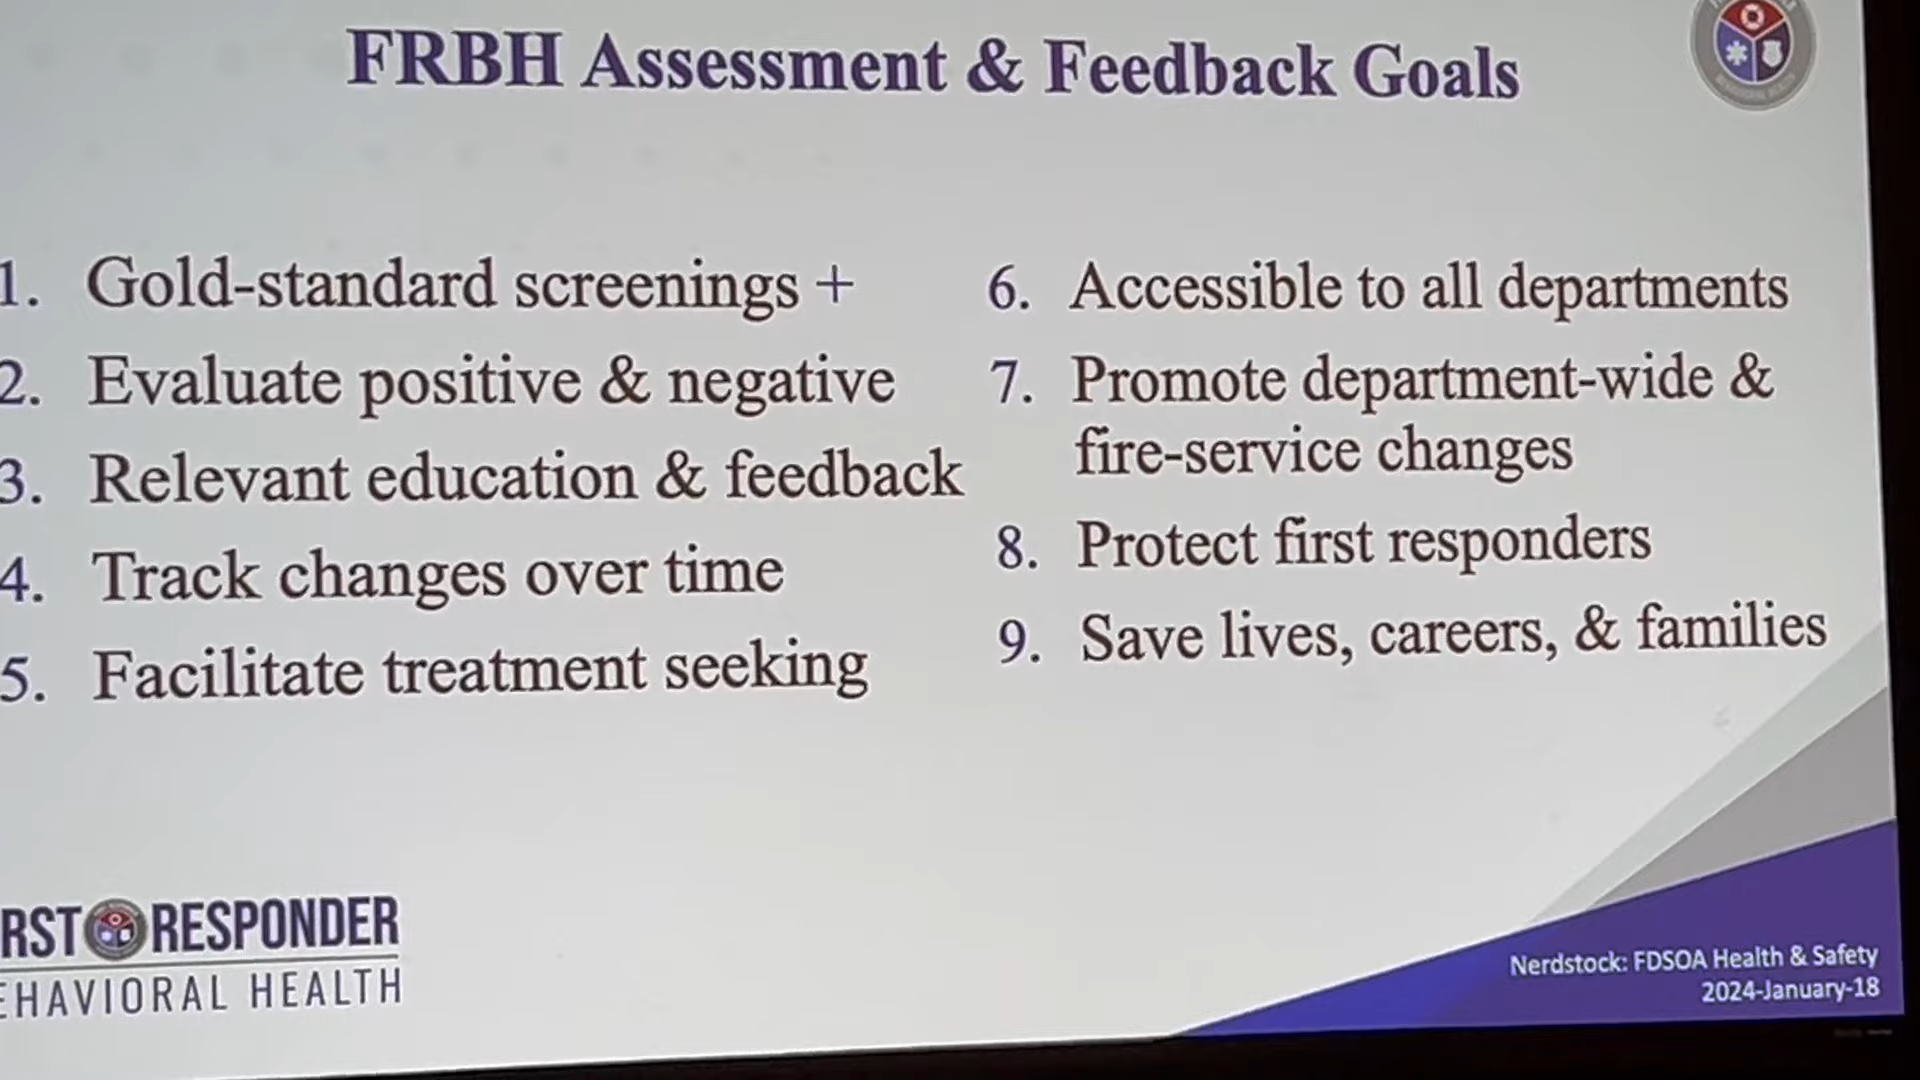 FRBH Assessment & Feedback Goals
1. Gold-standard screenings +
2. Evaluate positive & negative
3. Relevant education & feedback
4. Track changes over time
5. Facilitate treatment seeking
6. Accessible to all departments
7. Promote department-wide &
fire-service changes
8. Protect first responders
9. Save lives, careers, & families
RST RESPONDER
EHAVIORAL HEALTH
Nerdstock: FDSOA Health & Safety
2024-January-18